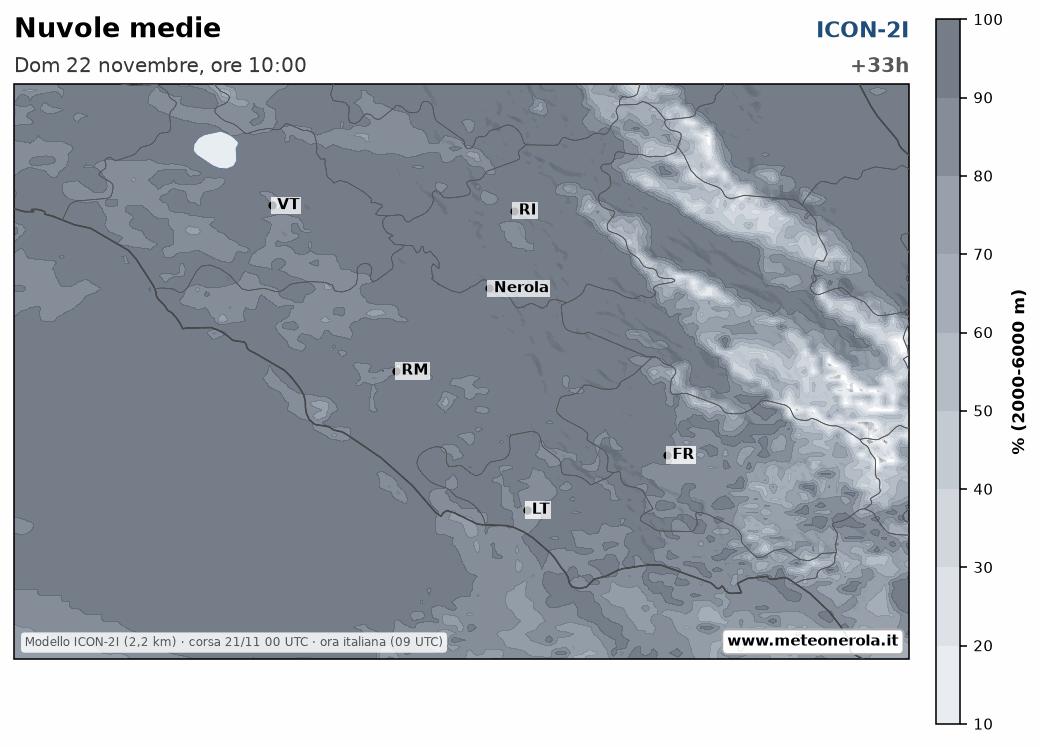 Nuvole medie
ICON-2I
Dom 22 novembre, ore 10:00
+33h
VT
RI
Nerola
RM
FR
LT
Modello ICON-2I (2,2 km) · corsa 21/11 00 UTC · ora italiana (09 UTC)
www.meteonerola.it
100
90
80
70
60
50
40
30
20
10
% (2000-6000 m)